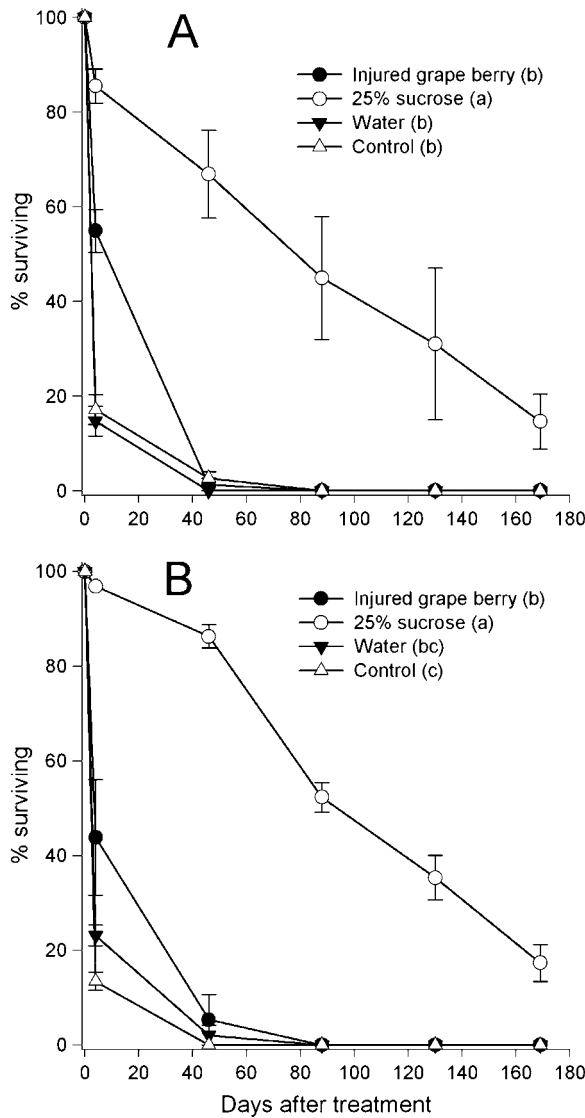 A
100
80
60
40
20
0
% surviving
Injured grape berry (b)
25% sucrose (a)
Water (b)
Control (b)
0 20 40 60 80 100 120 140 160 180
B
100
80
60
40
20
0
% surviving
Injured grape berry (b)
25% sucrose (a)
Water (bc)
Control (c)
0 20 40 60 80 100 120 140 160 180
Days after treatment